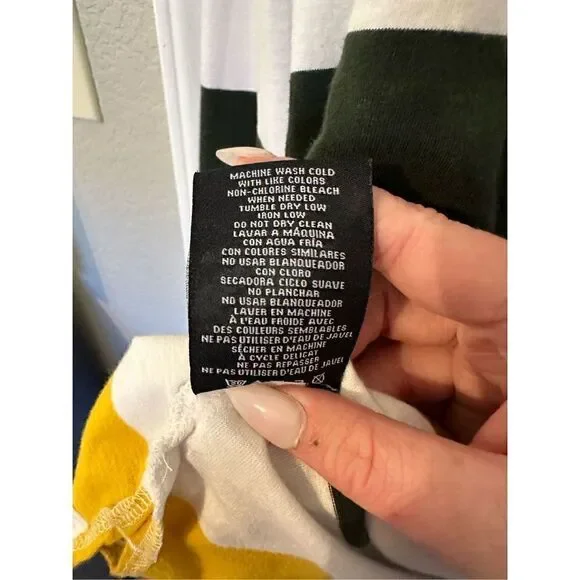 MACHINE WASH COLD
WITH LIKE COLORS
NON-CHLORINE BLEACH
WHEN NEEDED
TUMBLE DRY LOW
IRON LOW
DO NOT DRY CLEAN
LAVAR A MÁQUINA
CON AGUA FRÍA
CON COLORES SIMILARES
NO USAR BLANQUEADOR
CON CLORO
SECADORA CICLO SUAVE
NO PLANCHAR
NO USAR BLANQUEADOR
LAVER EN MACHINE
À L'EAU FROIDE AVEC
DES COULEURS SEMBLABLES
NE PAS UTILISER D'EAU DE JAVEL
SÉCHER EN MACHINE
À CYCLE DELICAT
NE PAS REPASSER
NE PAS UTILISER D'EAU DE JAVEL